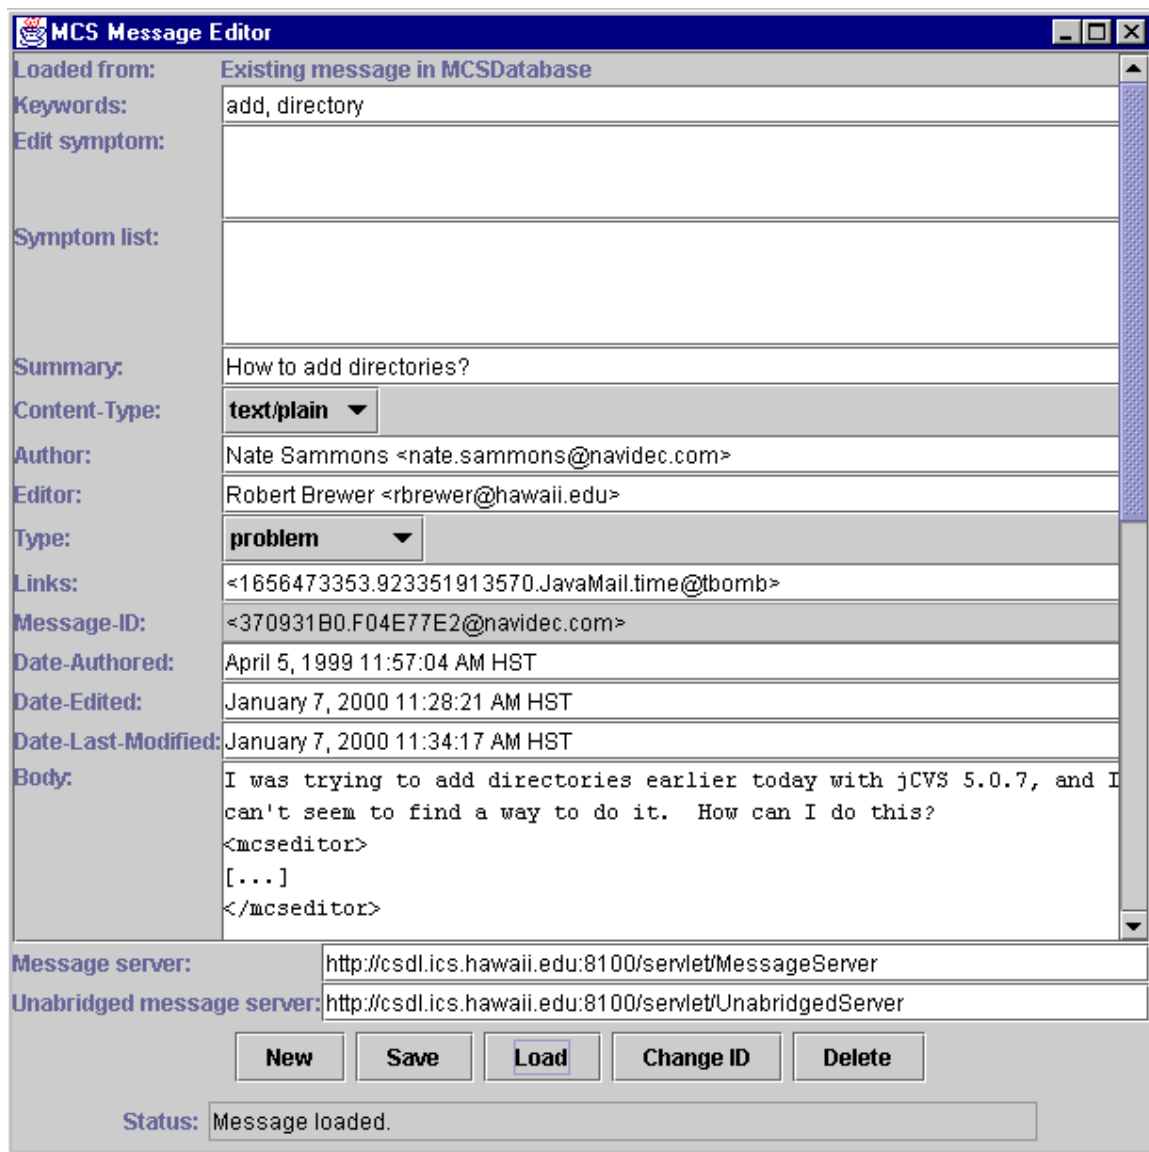 MCS Message Editor
Loaded from: Existing message in MCSDatabase
Keywords: add, directory
Edit symptom:
Symptom list:
Summary: How to add directories?
Content-Type: text/plain
Author: Nate Sammons <nate.sammons@navidec.com>
Editor: Robert Brewer <rbrewer@hawaii.edu>
Type: problem
Links: <1656473353.923351913570.JavaMail.time@tbomb>
Message-ID: <370931B0.F04E77E2@navidec.com>
Date-Authored: April 5, 1999 11:57:04 AM HST
Date-Edited: January 7, 2000 11:28:21 AM HST
Date-Last-Modified: January 7, 2000 11:34:17 AM HST
Body: I was trying to add directories earlier today with jCVS 5.0.7, and I
can't seem to find a way to do it.  How can I do this?
<mcseditor>
[...]
</mcseditor>
Message server: http://csdl.ics.hawaii.edu:8100/servlet/MessageServer
Unabridged message server: http://csdl.ics.hawaii.edu:8100/servlet/UnabridgedServer
New Save Load Change ID Delete
Status: Message loaded.